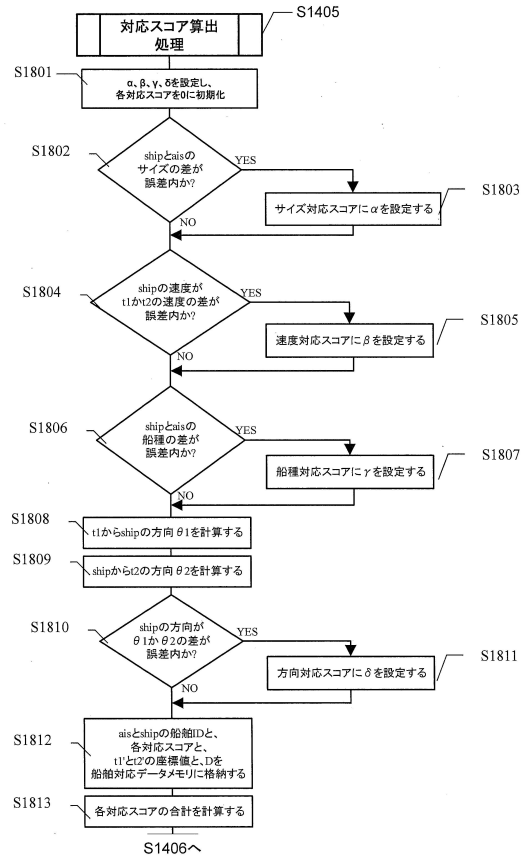 対応スコア算出
処理
S1405
S1801
α、β、γ、δを設定し、
各対応スコアを0に初期化
S1802
shipとaisの
サイズの差が
誤差内か?
YES
サイズ対応スコアにαを設定する
S1803
NO
S1804
shipの速度が
t1かt2の速度の差が
誤差内か?
YES
速度対応スコアにβを設定する
S1805
NO
S1806
shipとaisの
船種の差が
誤差内か?
YES
船種対応スコアにγを設定する
S1807
NO
S1808
t1からshipの方向θ1を計算する
S1809
shipからt2の方向θ2を計算する
S1810
shipの方向が
θ1かθ2の差が
誤差内か?
YES
方向対応スコアにδを設定する
S1811
NO
S1812
aisとshipの船舶IDと、
各対応スコアと、
t1'とt2'の座標値と、Dを
船舶対応データメモリに格納する
S1813
各対応スコアの合計を計算する
S1406へ